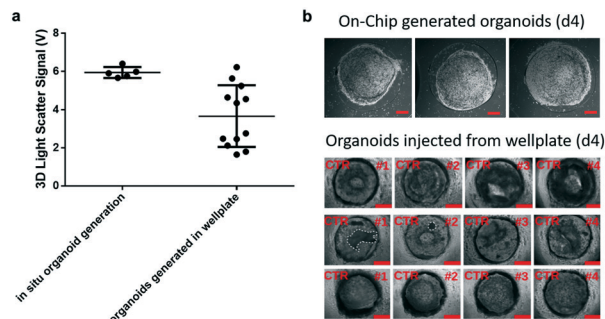 a
3D Light Scatter Signal (V)
8
6
4
2
0
in situ organoid generation
organoids generated in wellplate
b
On-Chip generated organoids (d4)
Organoids injected from wellplate (d4)
CTR #1 CTR #2 CTR #3 CTR #4
CTR #1 CTR #2 CTR #3 CTR #4
CTR #1 CTR #2 CTR #3 CTR #4